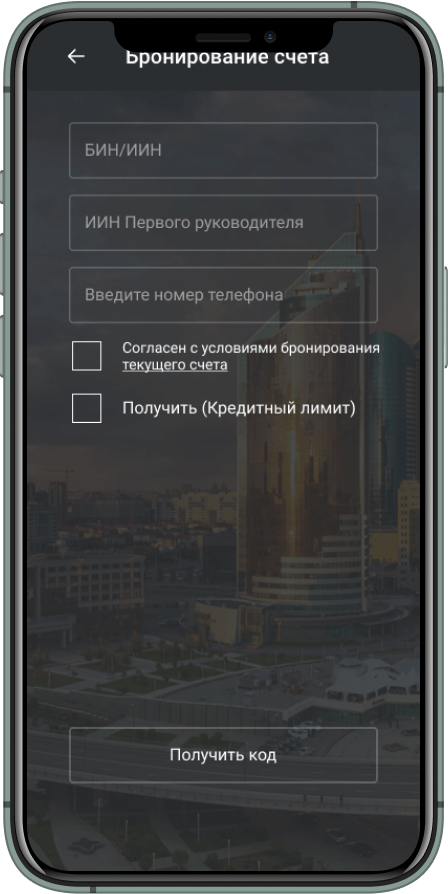 Бронирование счета
БИН/ИИН
ИИН Первого руководителя
Введите номер телефона
Согласен с условиями бронирования
текущего счета
Получить (Кредитный лимит)
Получить код